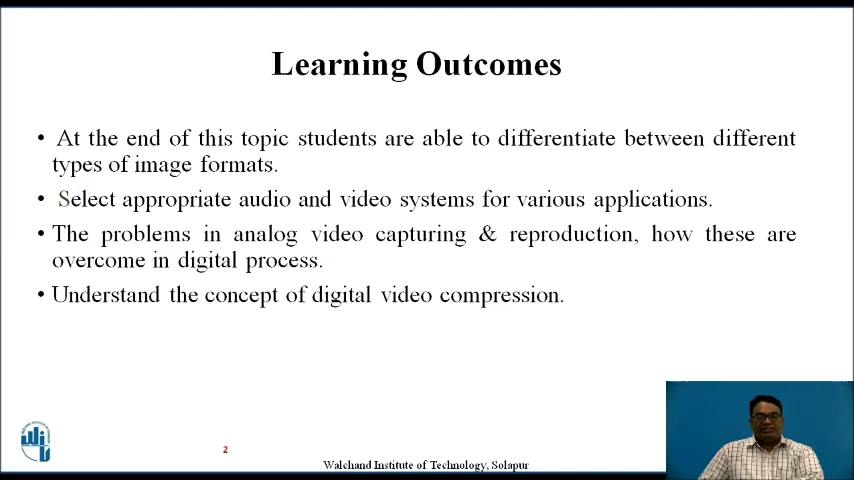 Learning Outcomes
• At the end of this topic students are able to differentiate between different
types of image formats.
• Select appropriate audio and video systems for various applications.
• The problems in analog video capturing & reproduction, how these are
overcome in digital process.
• Understand the concept of digital video compression.
2
Walchand Institute of Technology, Solapur